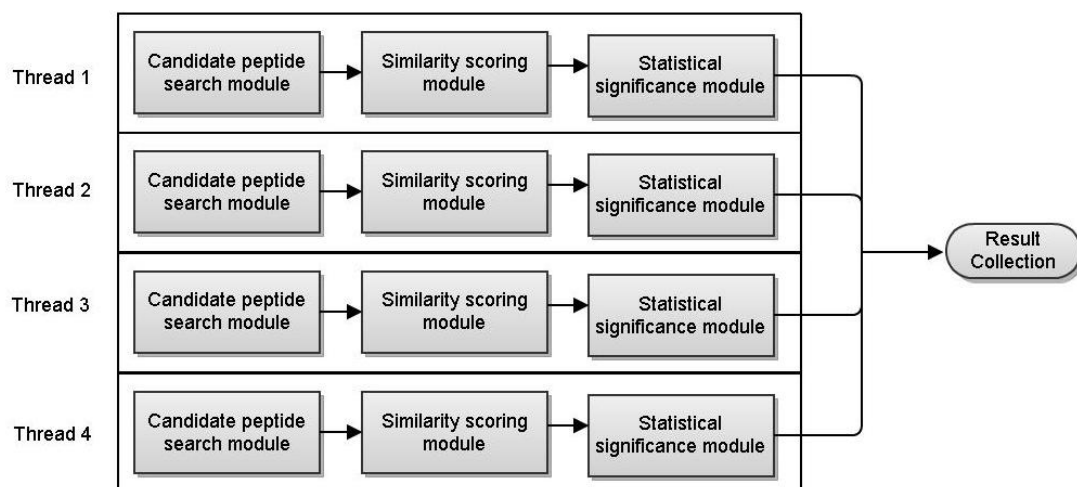 Thread 1
Candidate peptide
search module
Similarity scoring
module
Statistical
significance module
Thread 2
Candidate peptide
search module
Similarity scoring
module
Statistical
significance module
Thread 3
Candidate peptide
search module
Similarity scoring
module
Statistical
significance module
Thread 4
Candidate peptide
search module
Similarity scoring
module
Statistical
significance module
Result
Collection